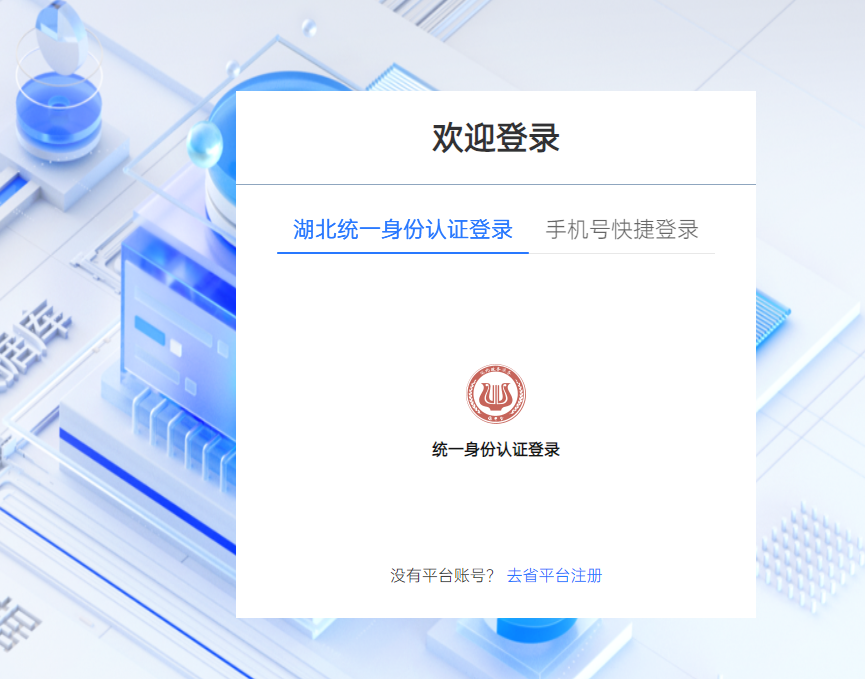 欢迎登录
湖北统一身份认证登录 手机号快捷登录
统一身份认证登录
没有平台账号？ 去省平台注册